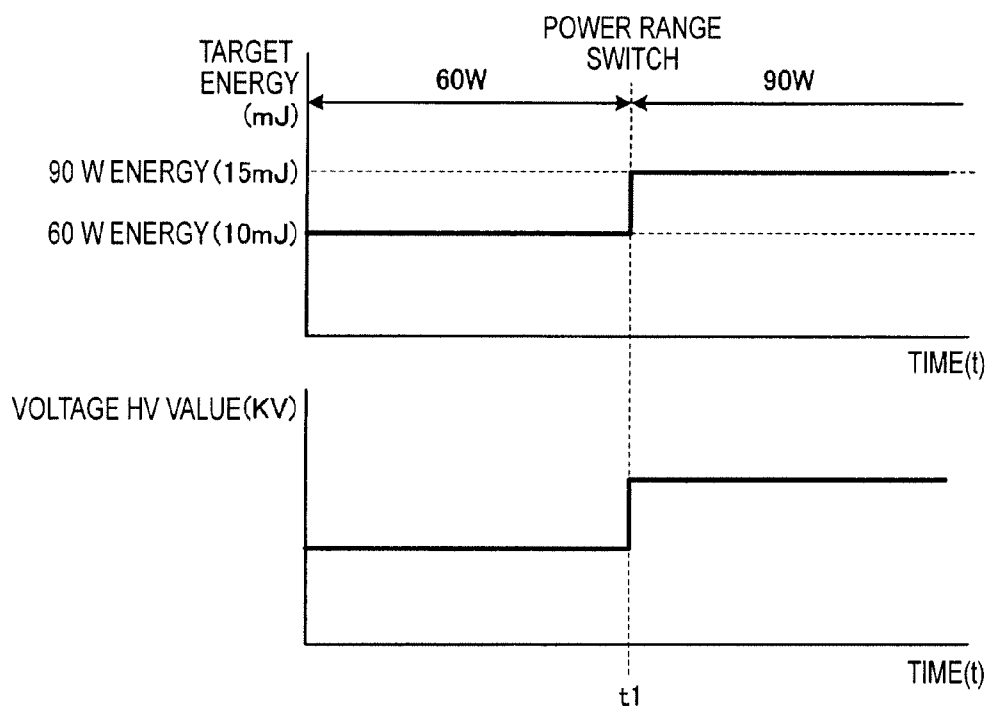 POWER RANGE
SWITCH
TARGET
ENERGY
(mJ)
60W
90W
90 W ENERGY(15mJ)
60 W ENERGY(10mJ)
TIME(t)
VOLTAGE HV VALUE(KV)
TIME(t)
t1